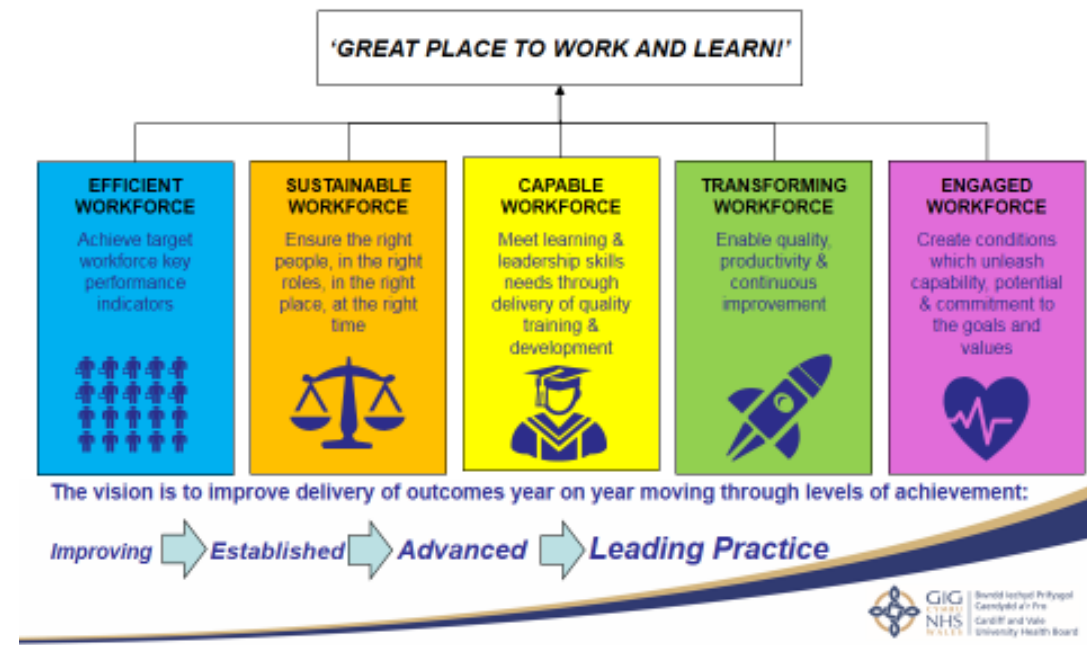 'GREAT PLACE TO WORK AND LEARN!'
EFFICIENT
WORKFORCE
Achieve target
workforce key
performance
indicators
SUSTAINABLE
WORKFORCE
Ensure the right
people, in the right
roles, in the right
place, at the right
time
CAPABLE
WORKFORCE
Meet learning &
leadership skills
needs through
delivery of quality
training &
development
TRANSFORMING
WORKFORCE
Enable quality,
productivity &
continuous
improvement
ENGAGED
WORKFORCE
Create conditions
which unleash
capability, potential
& commitment to
the goals and
values
The vision is to improve delivery of outcomes year on year moving through levels of achievement:
Improving Established Advanced Leading Practice
GIG
CYMRU
NHS
WALES
Bwrdd Iechyd Prifysgol
Caerdydd a'r Fro
Cardiff and Vale
University Health Board